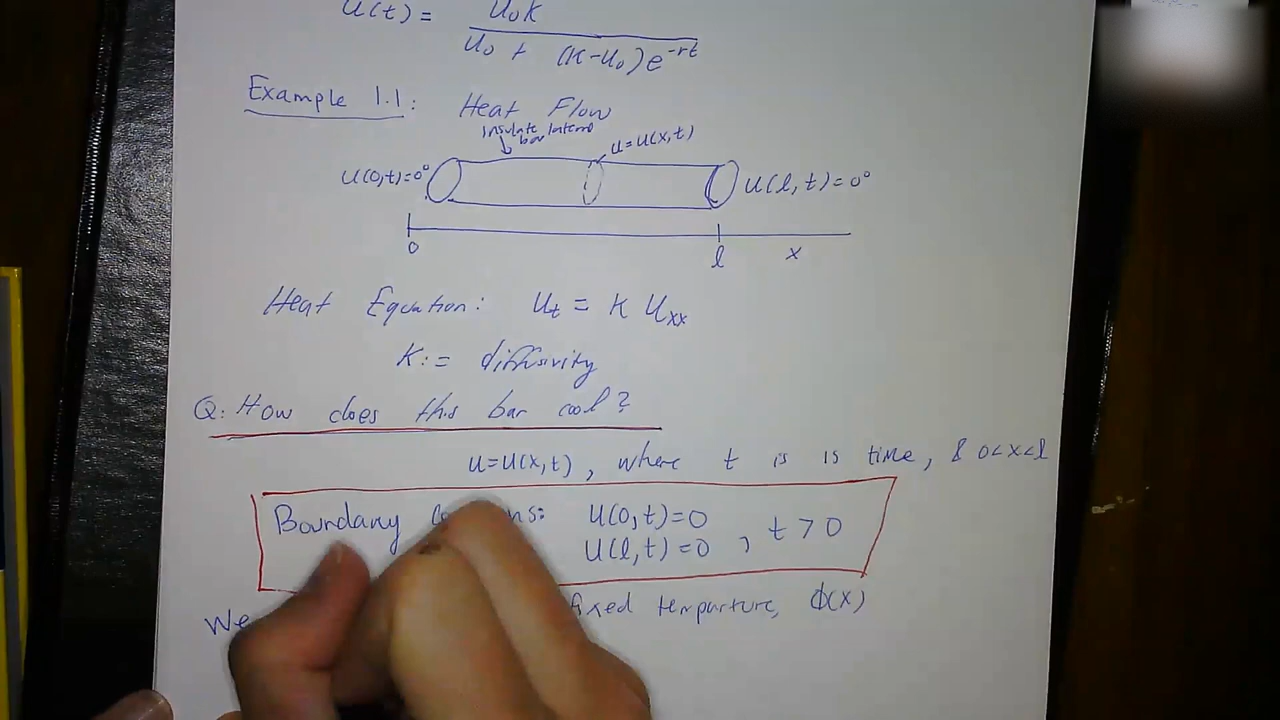 U(t) = u₀K / (u₀ + (K-u₀)e^{-rt})
Example 1.1: Heat Flow
insulate
bar lateral
u=u(x,t)
U(0,t)=0°
U(l,t)=0°
0 l x
Heat Equation: Ut = K Uxx
K:= diffusivity
Q: How does this bar cool?
u=u(x,t), where t is is time, & 0<x<l
Boundary ns: U(0,t)=0
U(l,t)=0 , t>0
We fixed temparture, ϕ(x)